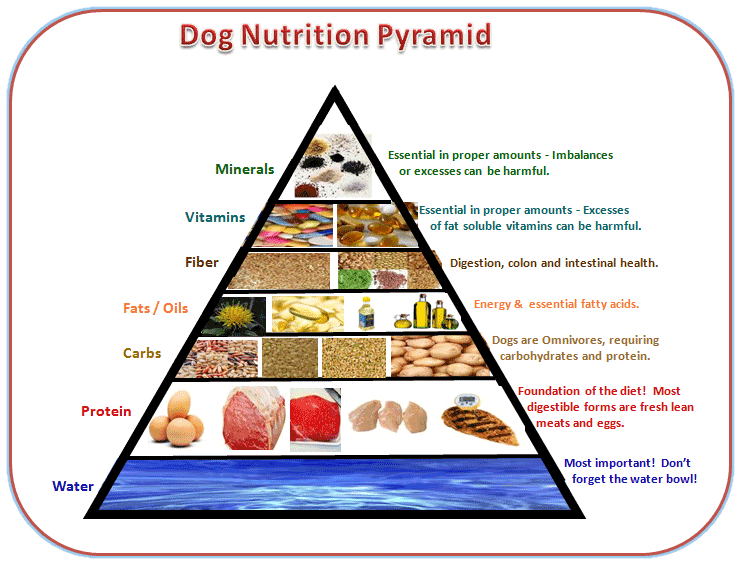 Dog Nutrition Pyramid
Minerals
Essential in proper amounts - Imbalances
or excesses can be harmful.
Vitamins
Essential in proper amounts - Excesses
of fat soluble vitamins can be harmful.
Fiber
Digestion, colon and intestinal health.
Fats / Oils
Energy & essential fatty acids.
Carbs
Dogs are Omnivores, requiring
carbohydrates and protein.
Protein
Foundation of the diet! Most
digestible forms are fresh lean
meats and eggs.
Water
Most important! Don't
forget the water bowl!